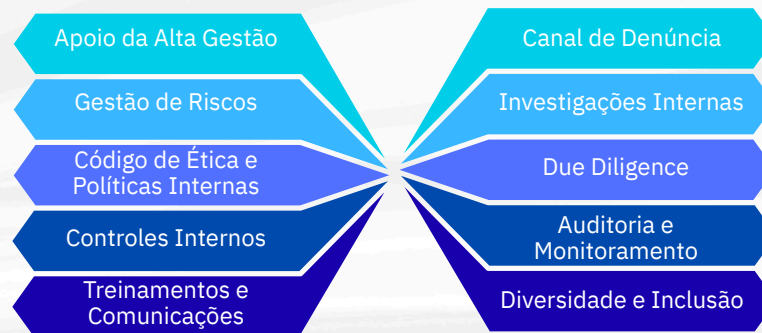 Apoio da Alta Gestão
Gestão de Riscos
Código de Ética e
Políticas Internas
Controles Internos
Treinamentos e
Comunicações
Canal de Denúncia
Investigações Internas
Due Diligence
Auditoria e
Monitoramento
Diversidade e Inclusão